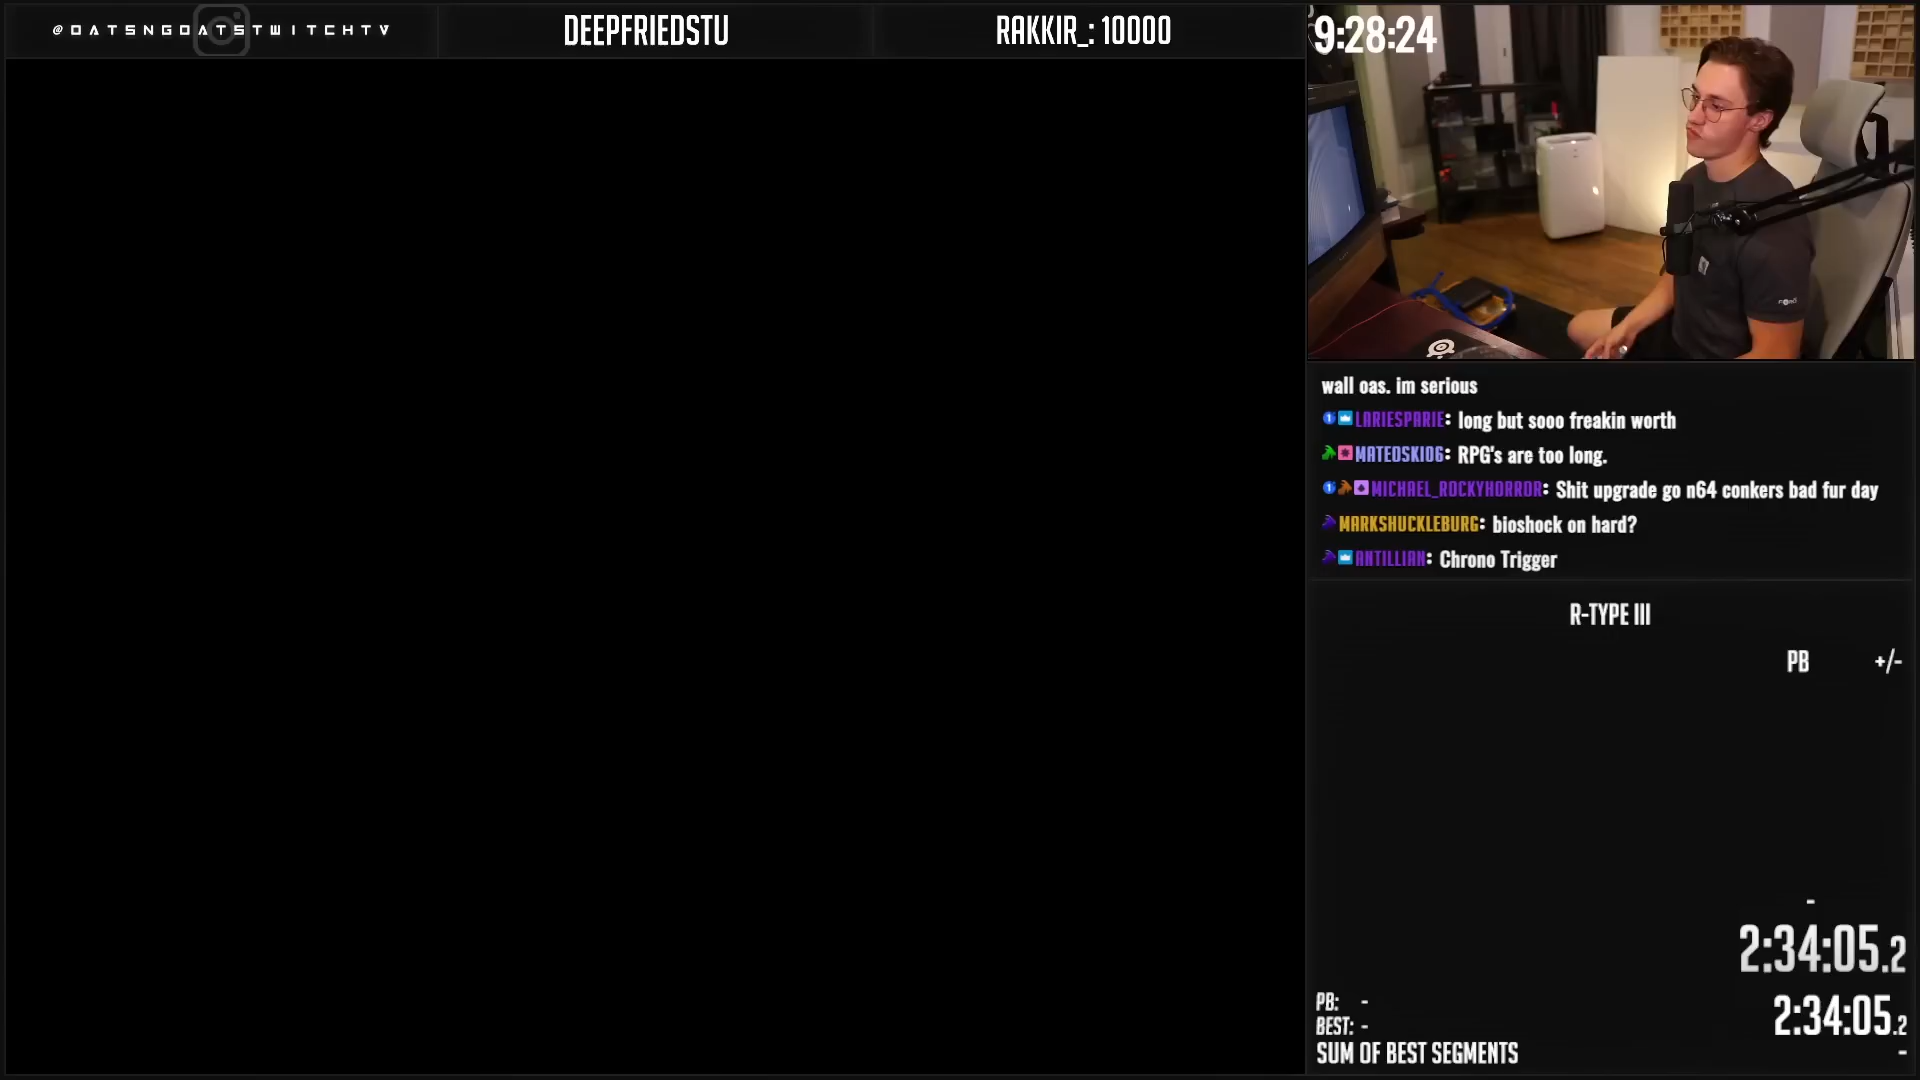 @OATSNGOATSTWITCHTV
DEEPFRIEDSTU
RAKKIR_: 10000
9:28:24
wall oas. im serious
LARIESPARIE: long but sooo freakin worth
MATEOSKI06: RPG's are too long.
MICHAEL_ROCKYHORROR: Shit upgrade go n64 conkers bad fur day
MARKSHUCKLEBURG: bioshock on hard?
ANTILLIAN: Chrono Trigger
R-TYPE III
PB +/-
-
2:34:05.2
PB: -
2:34:05.2
BEST: -
SUM OF BEST SEGMENTS -